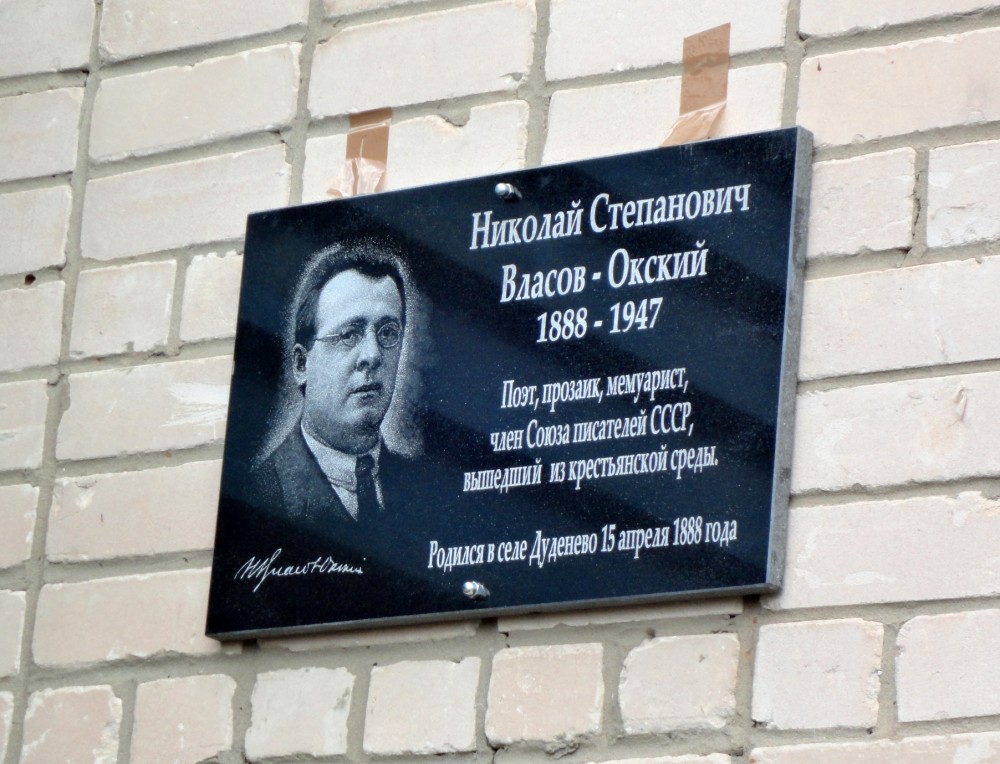 Николай Степанович
Власов - Окский
1888 - 1947
Поэт, прозаик, мемуарист,
член Союза писателей СССР,
вышедший из крестьянской среды.
Родился в селе Дуденево 15 апреля 1888 года
НВласовОкский